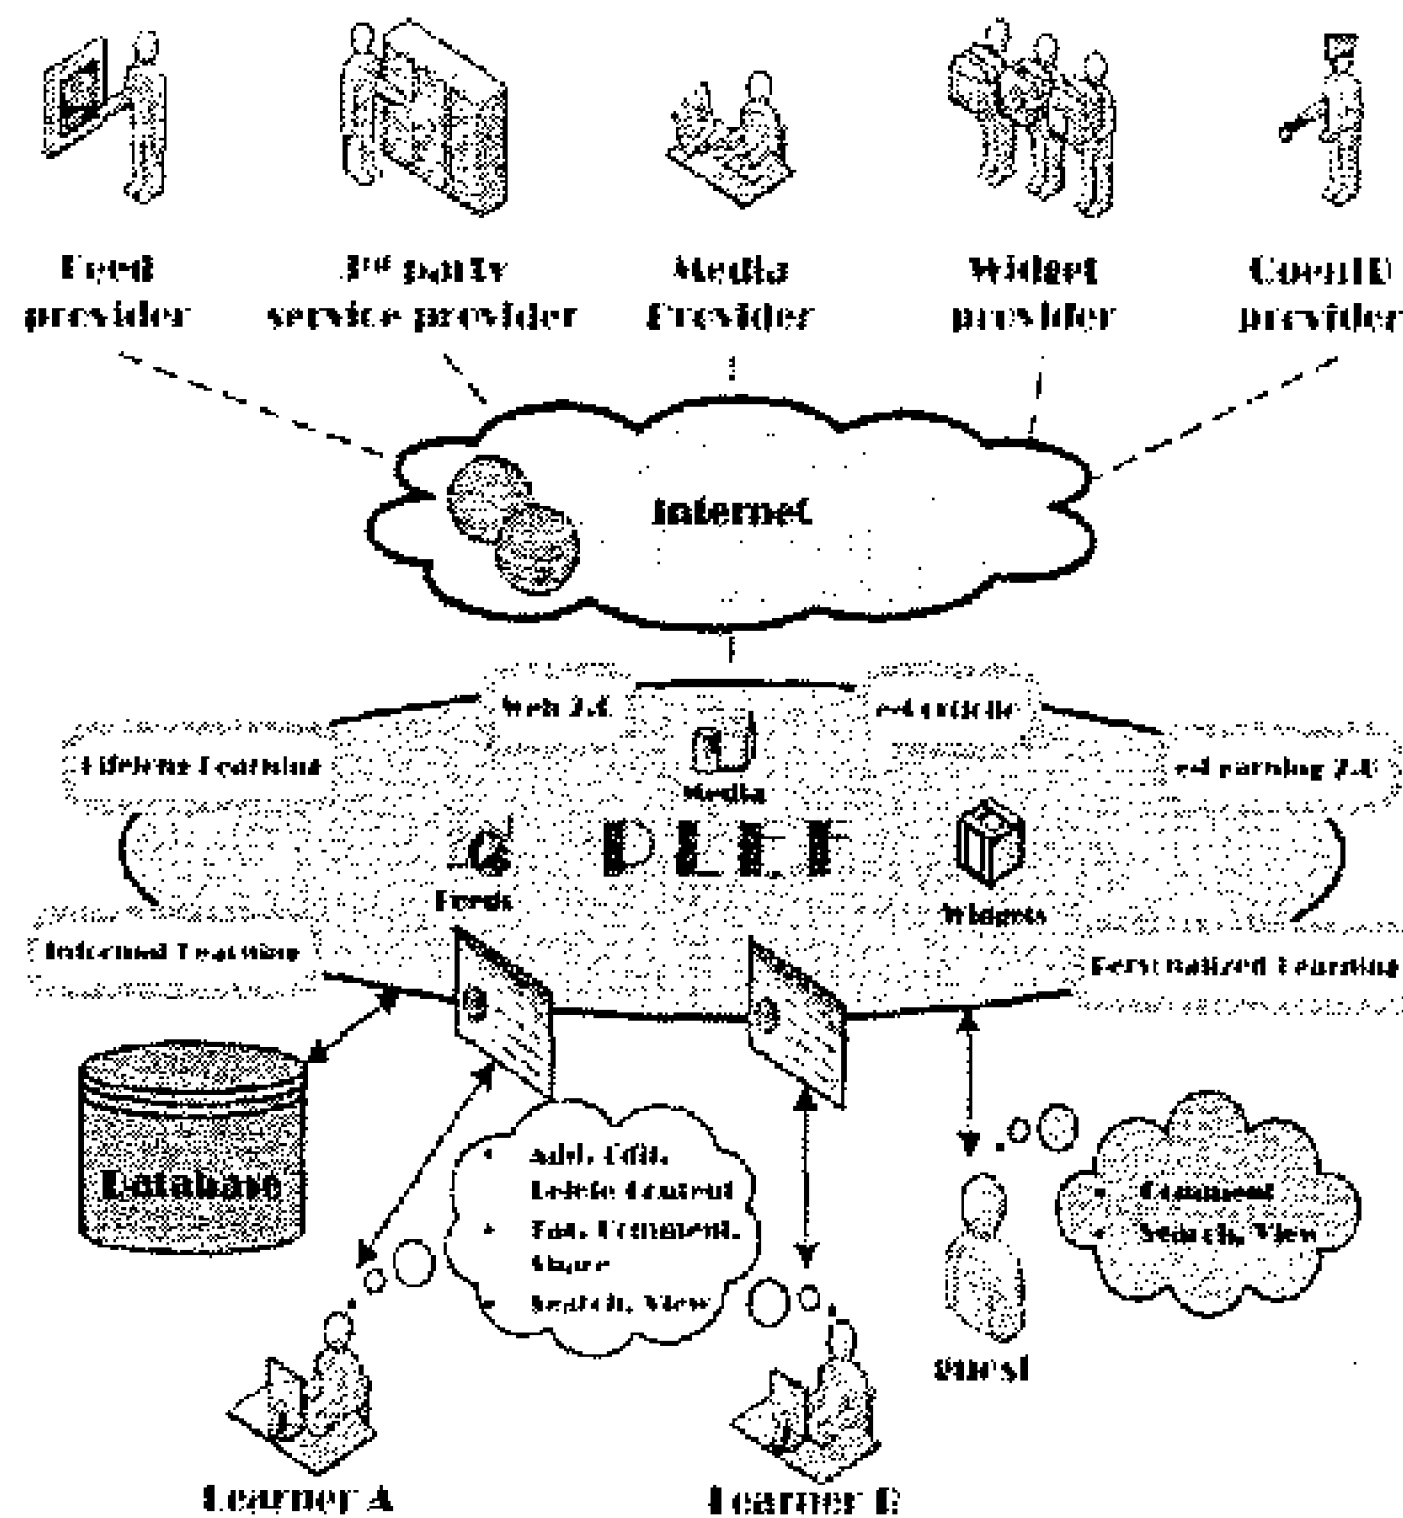 Feed
provider
3rd party
service provider
Media
Provider
Widget
provider
OpenID
provider
Internet
Web 2.0
e-Portfolio
Lifelong Learning
e-Learning 2.0
Media
Feeds
Widgets
Informal Learning
Personalized Learning
Database
• Add, Edit,
Delete Content
• Tag, Comment,
Share
• Search, View
• Comment
• Search, View
guest
Learner A
Learner B